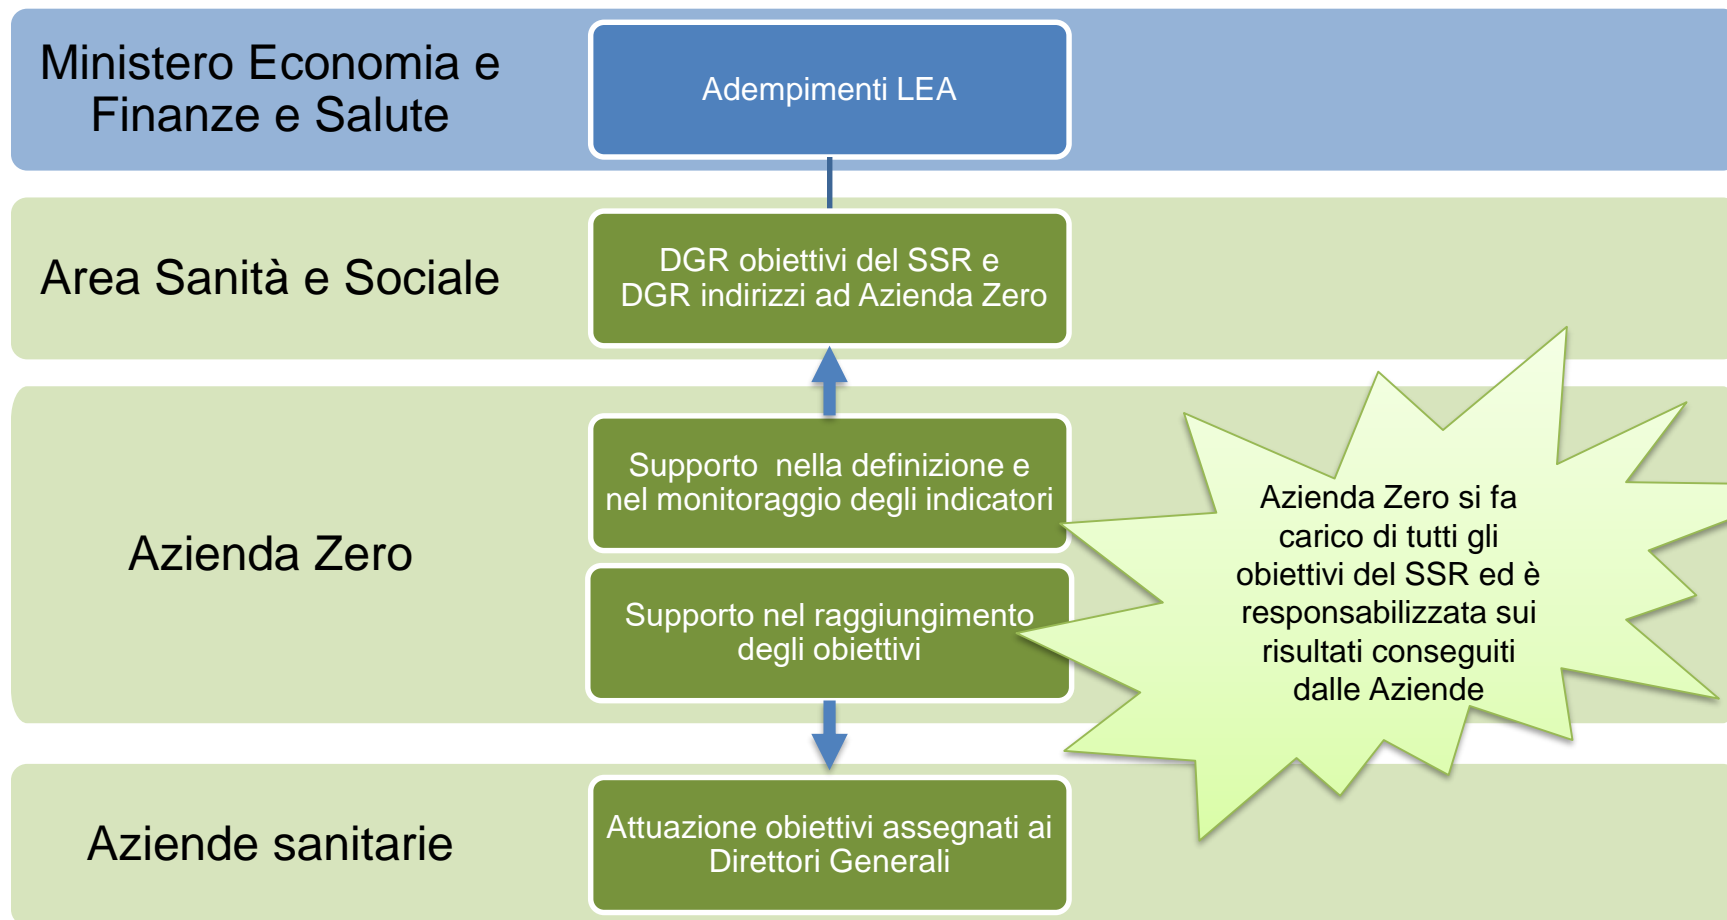 Ministero Economia e
Finanze e Salute
Adempimenti LEA
Area Sanità e Sociale
DGR obiettivi del SSR e
DGR indirizzi ad Azienda Zero
Azienda Zero
Supporto nella definizione e
nel monitoraggio degli indicatori
Supporto nel raggiungimento
degli obiettivi
Azienda Zero si fa
carico di tutti gli
obiettivi del SSR ed è
responsabilizzata sui
risultati conseguiti
dalle Aziende
Aziende sanitarie
Attuazione obiettivi assegnati ai
Direttori Generali